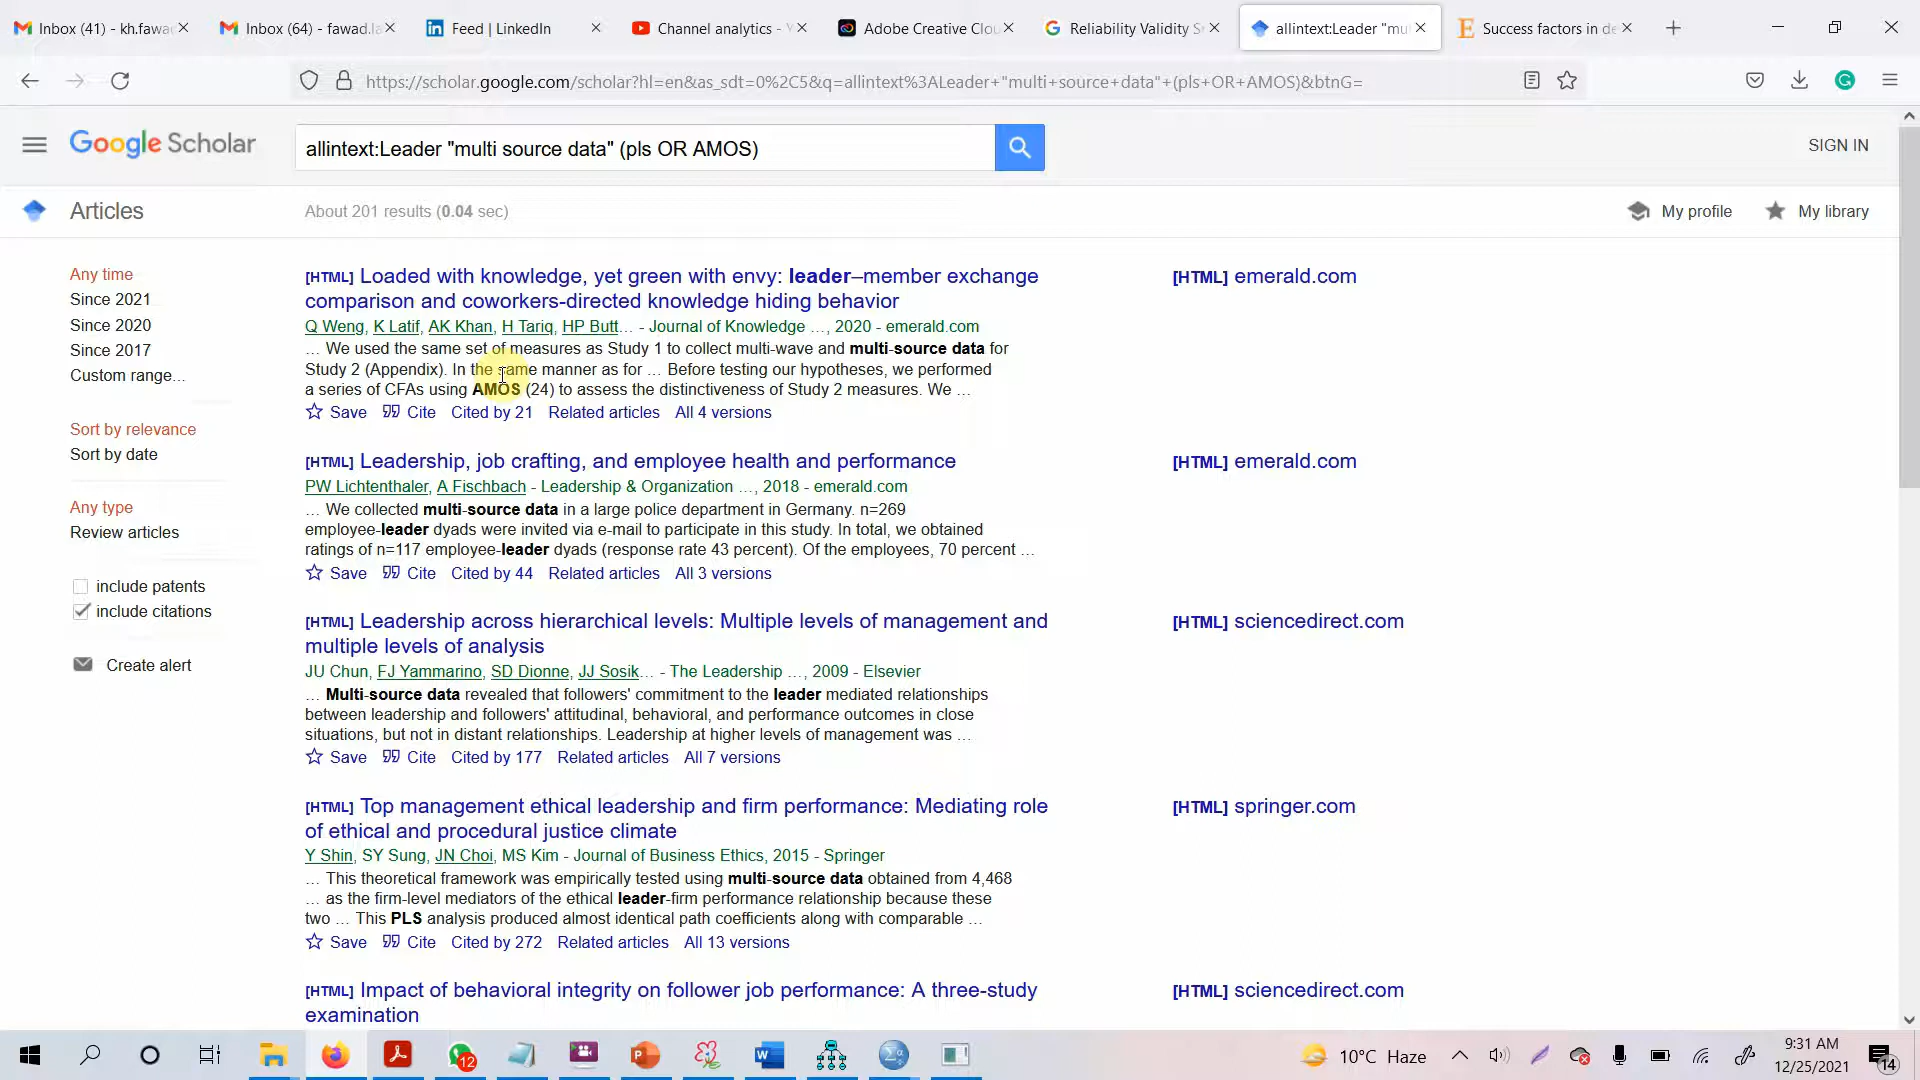 Inbox (41) - kh.fawa
Inbox (64) - fawad.la
Feed | LinkedIn
Channel analytics - 
Adobe Creative Clou
Reliability Validity S
allintext:Leader "mul
Success factors in de
https://scholar.google.com/scholar?hl=en&as_sdt=0%2C5&q=allintext%3ALeader+"multi+source+data"+(pls+OR+AMOS)&btnG=
Google Scholar
allintext:Leader "multi source data" (pls OR AMOS)
SIGN IN
Articles
About 201 results (0.04 sec)
My profile
My library
Any time
Since 2021
Since 2020
Since 2017
Custom range...
Sort by relevance
Sort by date
Any type
Review articles
include patents
include citations
Create alert
[HTML] Loaded with knowledge, yet green with envy: leader–member exchange
comparison and coworkers-directed knowledge hiding behavior
Q Weng, K Latif, AK Khan, H Tariq, HP Butt… - Journal of Knowledge …, 2020 - emerald.com
… We used the same set of measures as Study 1 to collect multi-wave and multi-source data for
Study 2 (Appendix). In the same manner as for … Before testing our hypotheses, we performed
a series of CFAs using AMOS (24) to assess the distinctiveness of Study 2 measures. We …
Save Cite Cited by 21 Related articles All 4 versions
[HTML] emerald.com
[HTML] Leadership, job crafting, and employee health and performance
PW Lichtenthaler, A Fischbach - Leadership & Organization …, 2018 - emerald.com
… We collected multi-source data in a large police department in Germany. n=269
employee-leader dyads were invited via e-mail to participate in this study. In total, we obtained
ratings of n=117 employee-leader dyads (response rate 43 percent). Of the employees, 70 percent …
Save Cite Cited by 44 Related articles All 3 versions
[HTML] emerald.com
[HTML] Leadership across hierarchical levels: Multiple levels of management and
multiple levels of analysis
JU Chun, FJ Yammarino, SD Dionne, JJ Sosik… - The Leadership …, 2009 - Elsevier
… Multi-source data revealed that followers' commitment to the leader mediated relationships
between leadership and followers' attitudinal, behavioral, and performance outcomes in close
situations, but not in distant relationships. Leadership at higher levels of management was …
Save Cite Cited by 177 Related articles All 7 versions
[HTML] sciencedirect.com
[HTML] Top management ethical leadership and firm performance: Mediating role
of ethical and procedural justice climate
Y Shin, SY Sung, JN Choi, MS Kim - Journal of Business Ethics, 2015 - Springer
… This theoretical framework was empirically tested using multi-source data obtained from 4,468
… as the firm-level mediators of the ethical leader-firm performance relationship because these
two … This PLS analysis produced almost identical path coefficients along with comparable …
Save Cite Cited by 272 Related articles All 13 versions
[HTML] springer.com
[HTML] Impact of behavioral integrity on follower job performance: A three-study
examination
[HTML] sciencedirect.com
12
10°C Haze
9:31 AM
12/25/2021
14